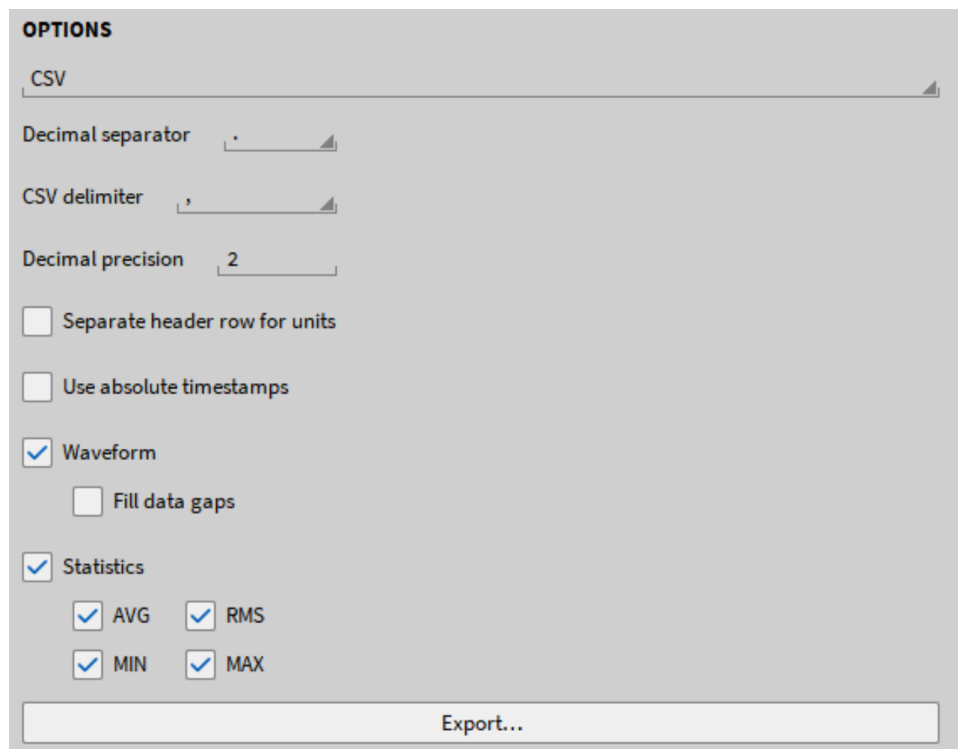 OPTIONS
CSV
Decimal separator .
CSV delimiter ,
Decimal precision 2
Separate header row for units
Use absolute timestamps
Waveform
Fill data gaps
Statistics
AVG RMS
MIN MAX
Export...